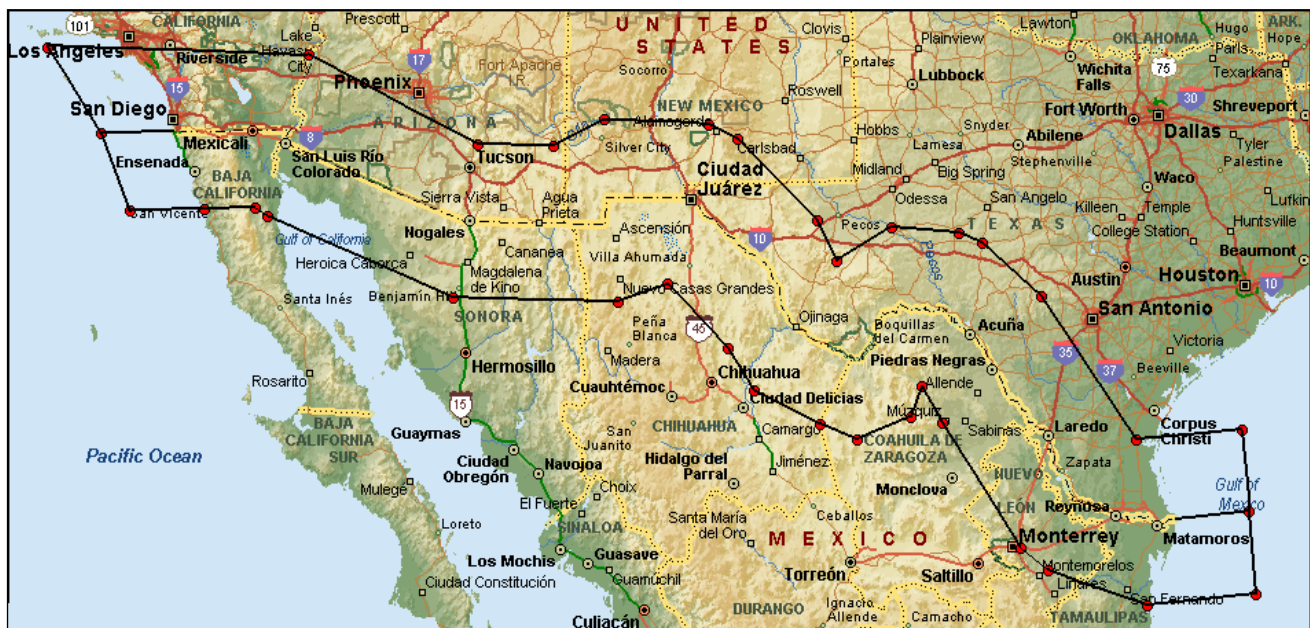 101
CALIFORNIA
Lake
Havasu
City
Prescott
UNITED
STATES
Clovis
Plainview
Lawton
OKLAHOMA
Hugo
ARK.
Hope
Los Angeles
Riverside
17
Fort Apache
I.R.
Socorro
Portales
Lubbock
Wichita
Falls
75
Paris
Texarkana
15
Phoenix
Roswell
30
San Diego
ARIZONA
NEW MEXICO
Alamogordo
Fort Worth
Shreveport
Dallas
Mexicali
8
Silver City
Carlsbad
Hobbs
Lamesa
Snyder
Abilene
Tyler
Ensenada
San Luis Río
Colorado
Tucson
Ciudad
Juárez
Midland
Big Spring
Stephenville
Palestine
BAJA
CALIFORNIA
Sierra Vista
Agua
Prieta
Odessa
San Angelo
Waco
Killeen
Temple
Lufkin
San Vicente
Nogales
Ascensión
10
Pecos
TEXAS
College Station
Huntsville
Gulf of California
Cananea
Villa Ahumada
Pecos
Beaumont
Heroica Caborca
Magdalena
de Kino
Austin
Houston
10
Santa Inés
Benjamín Hill
Nuevo Casas Grandes
San Antonio
SONORA
Peña
Blanca
45
Ojinaga
Boquillas
del Carmen
Acuña
Hermosillo
Madera
35
Victoria
Rosarito
Cuauhtémoc
Chihuahua
Piedras Negras
37
Beeville
15
Ciudad Delicias
Allende
BAJA
CALIFORNIA
SUR
Guaymas
San
Juanito
CHIHUAHUA
Camargo
Múzquiz
Sabinas
Laredo
Corpus
Christi
Pacific Ocean
Ciudad
Obregón
Navojoa
Hidalgo del
Parral
Jiménez
COAHUILA DE
ZARAGOZA
Monclova
NUEVO
LEÓN
Zapata
Mulegé
El Fuerte
Choix
Gulf of
Mexico
Loreto
SINALOA
Santa María
del Oro
Ceballos
Reynosa
Matamoros
MEXICO
Monterrey
Los Mochis
Guasave
Guamúchil
Torreón
Saltillo
Montemorelos
Linares
Ciudad Constitución
San Fernando
Culiacán
DURANGO
Ignacio
Allende
Camacho
TAMAULIPAS